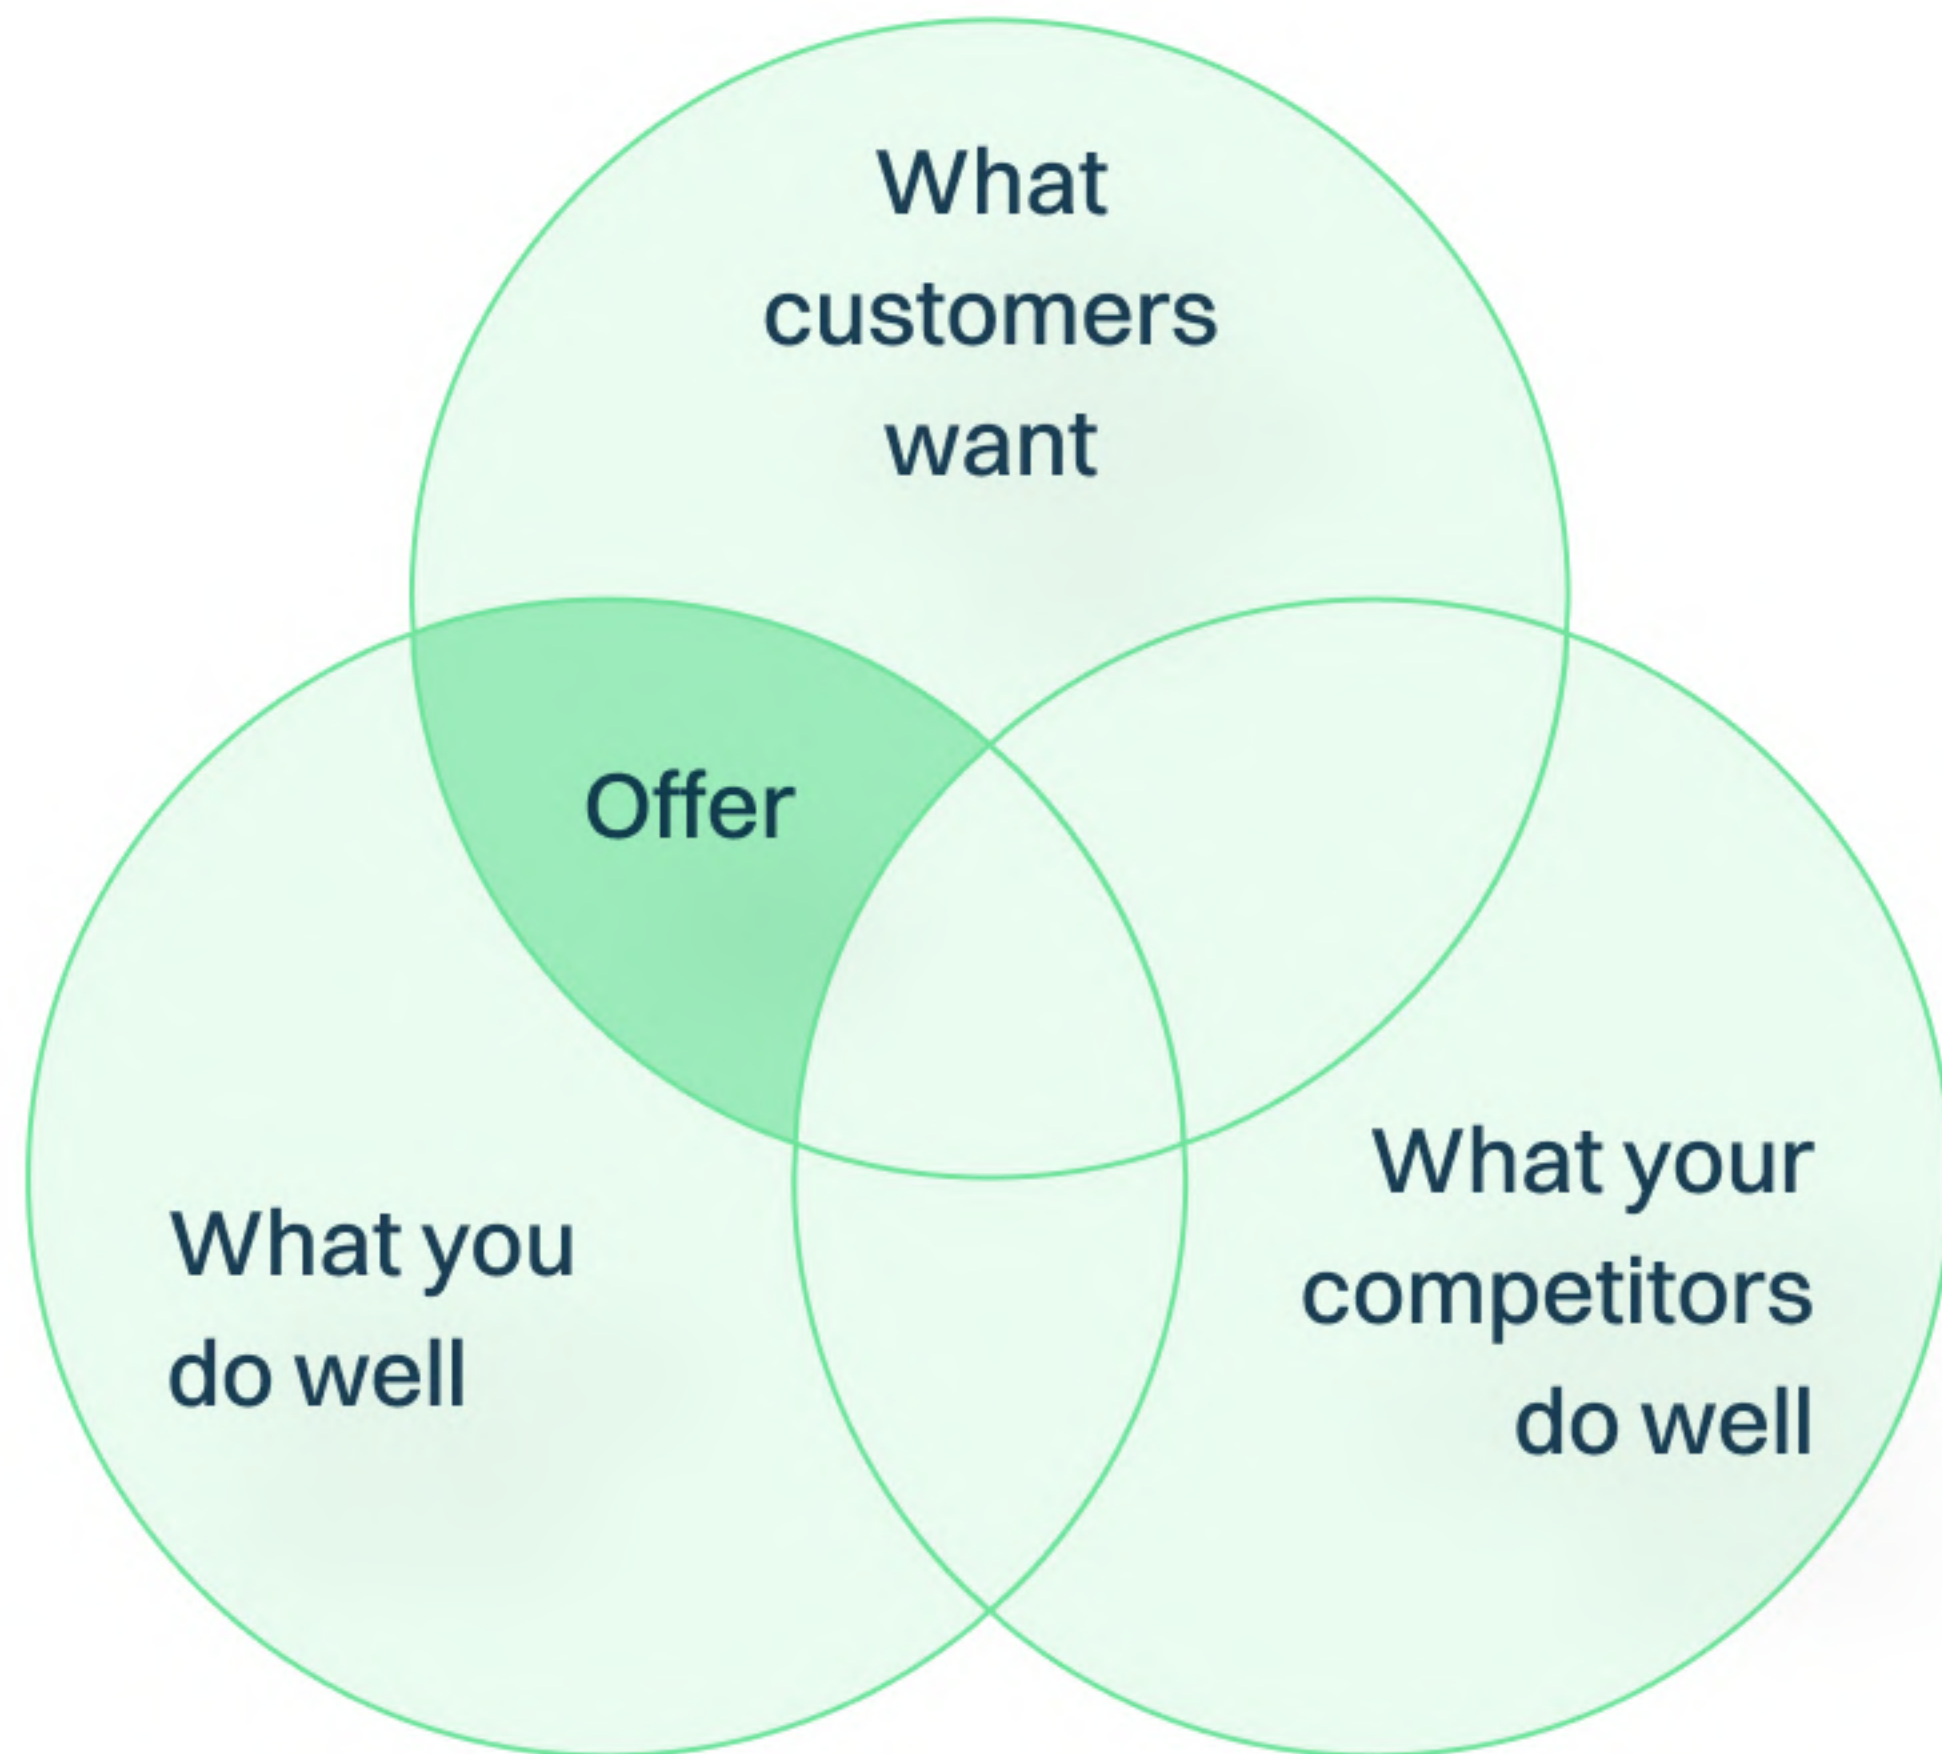 What
customers
want
Offer
What you
do well
What your
competitors
do well